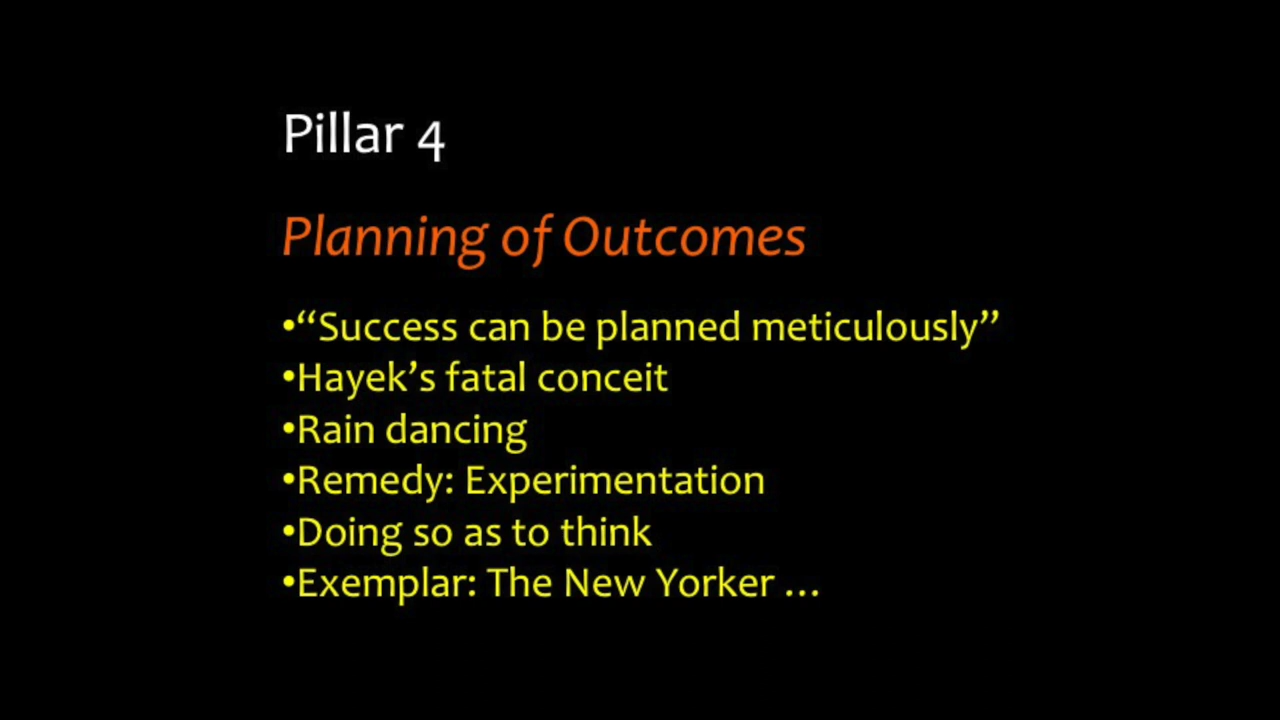 Pillar 4
Planning of Outcomes
•“Success can be planned meticulously”
•Hayek’s fatal conceit
•Rain dancing
•Remedy: Experimentation
•Doing so as to think
•Exemplar: The New Yorker …